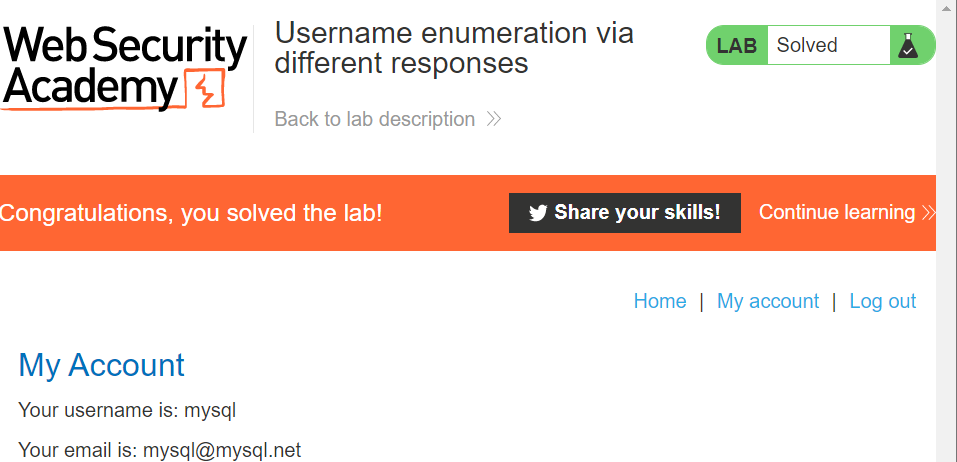 Web Security
Academy
Username enumeration via
different responses
Back to lab description
LAB Solved
Congratulations, you solved the lab!
Share your skills!
Continue learning
Home | My account | Log out
My Account
Your username is: mysql
Your email is: mysql@mysql.net